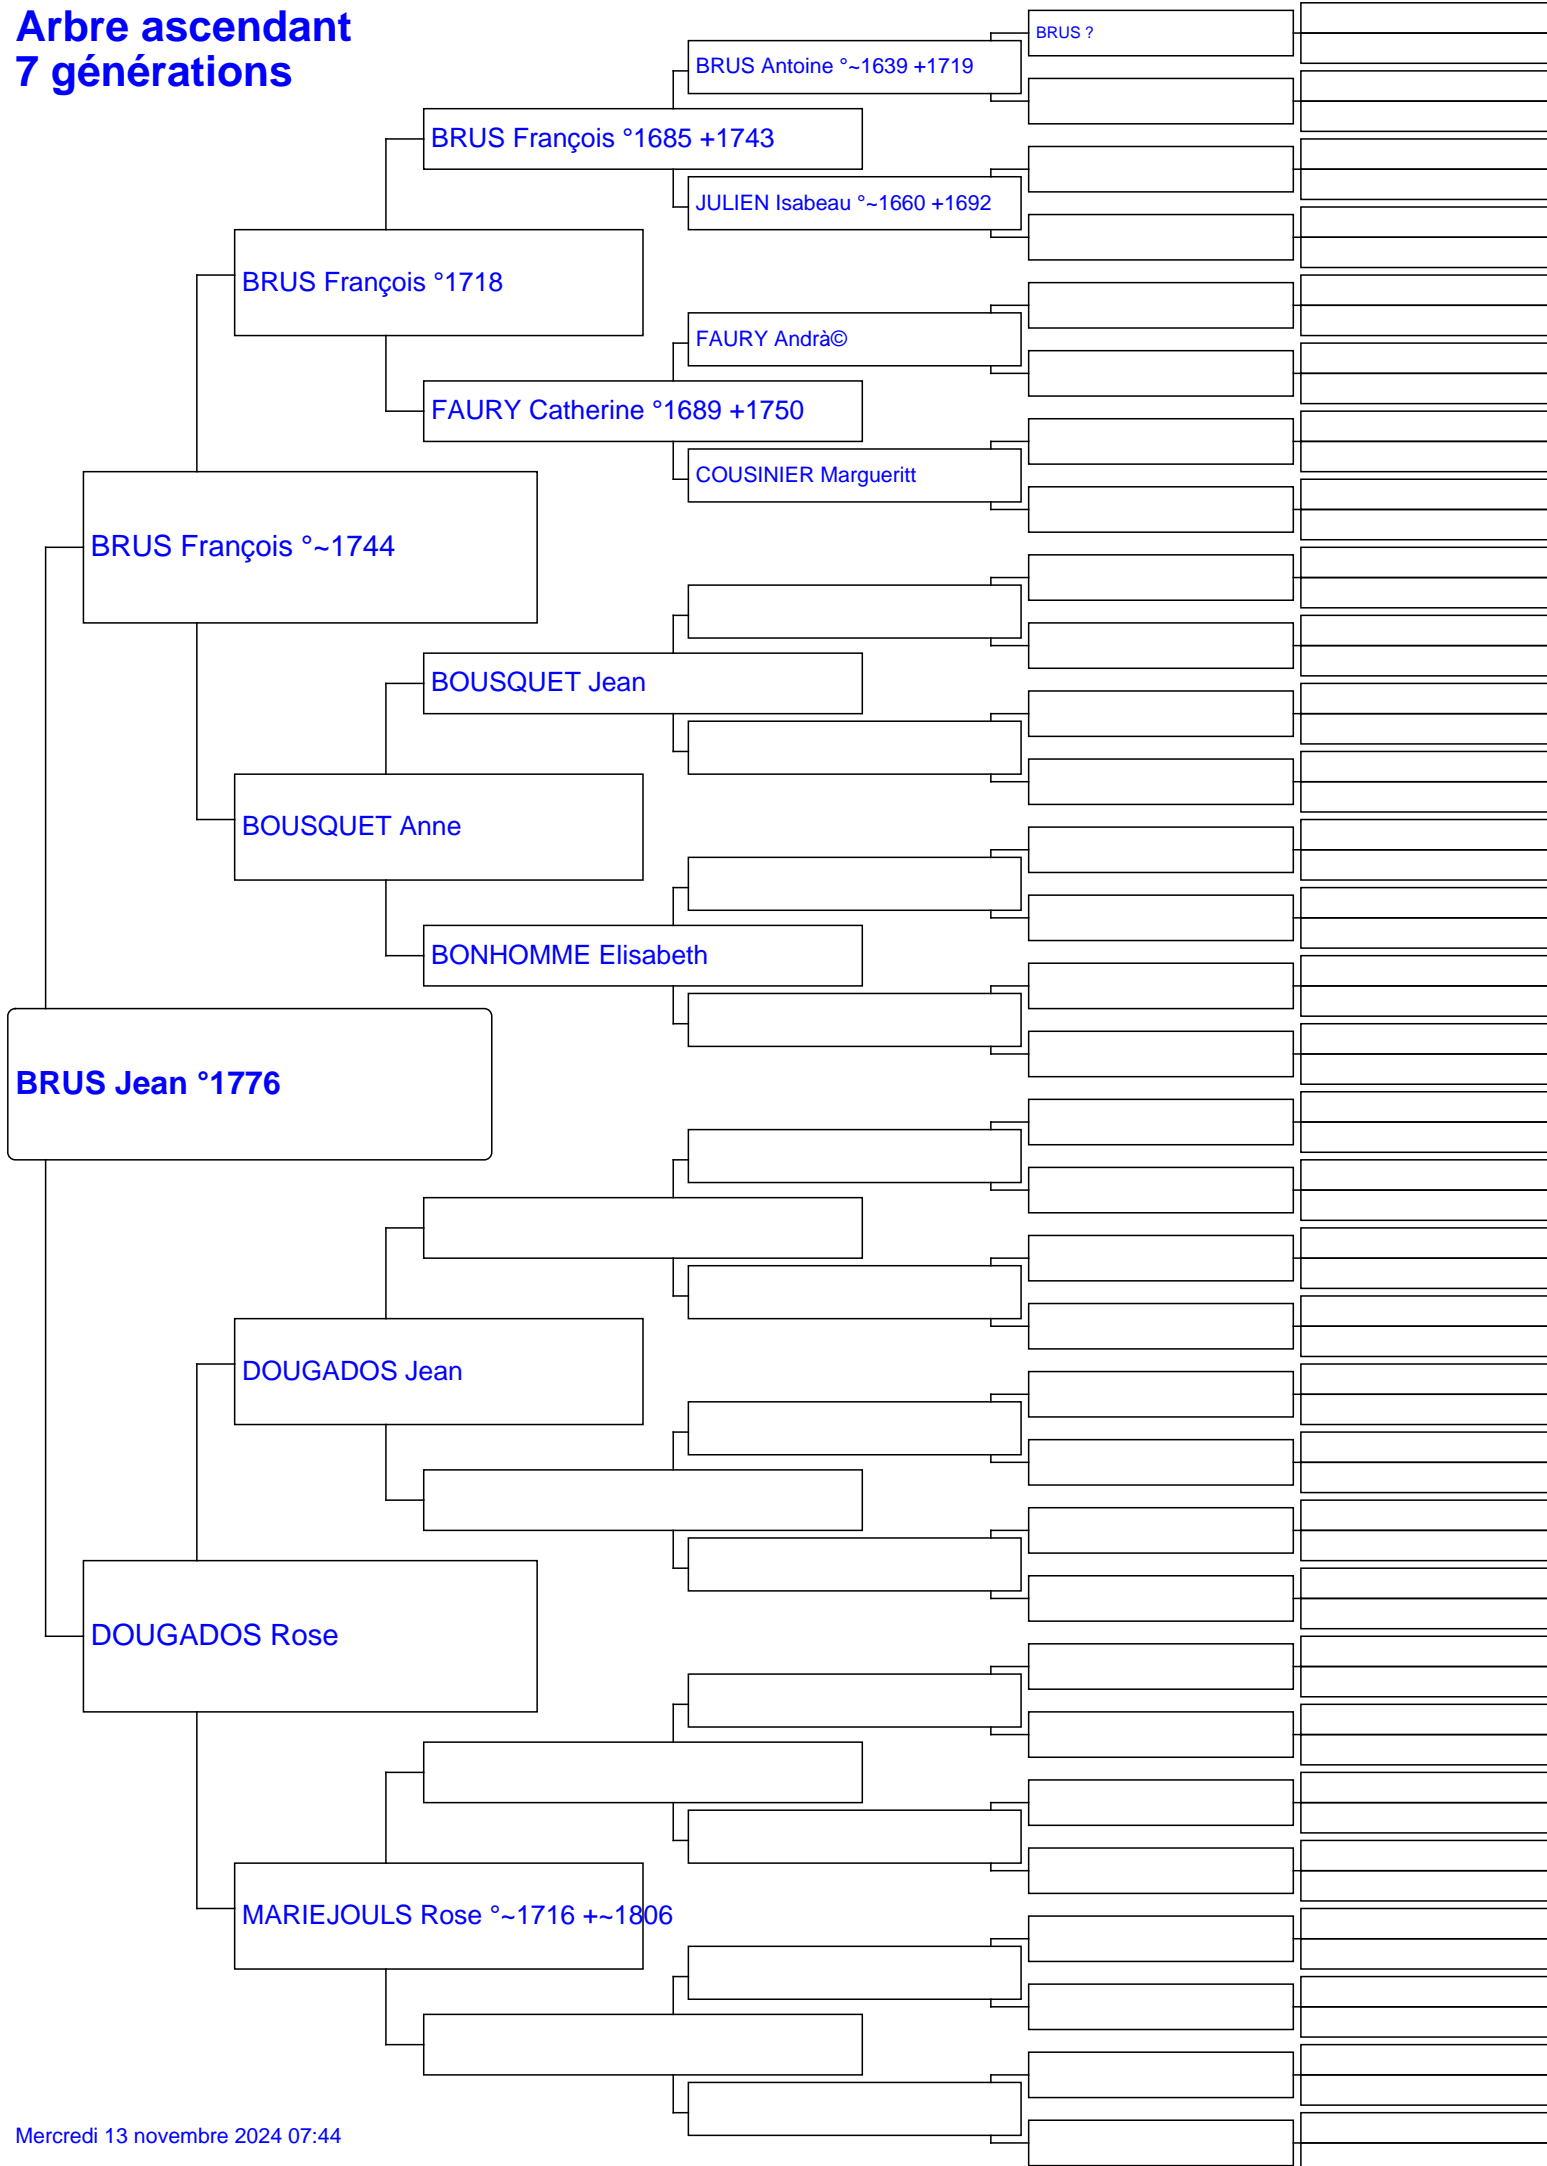 Arbre ascendant
7 générations
BRUS ?
BRUS Antoine °~1639 +1719
BRUS François °1685 +1743
JULIEN Isabeau °~1660 +1692
BRUS François °1718
FAURY Andrà©
FAURY Catherine °1689 +1750
COUSINIER Margueritt
BRUS François °~1744
BOUSQUET Jean
BOUSQUET Anne
BONHOMME Elisabeth
BRUS Jean °1776
DOUGADOS Jean
DOUGADOS Rose
MARIEJOULS Rose °~1716 +~1806
Mercredi 13 novembre 2024 07:44